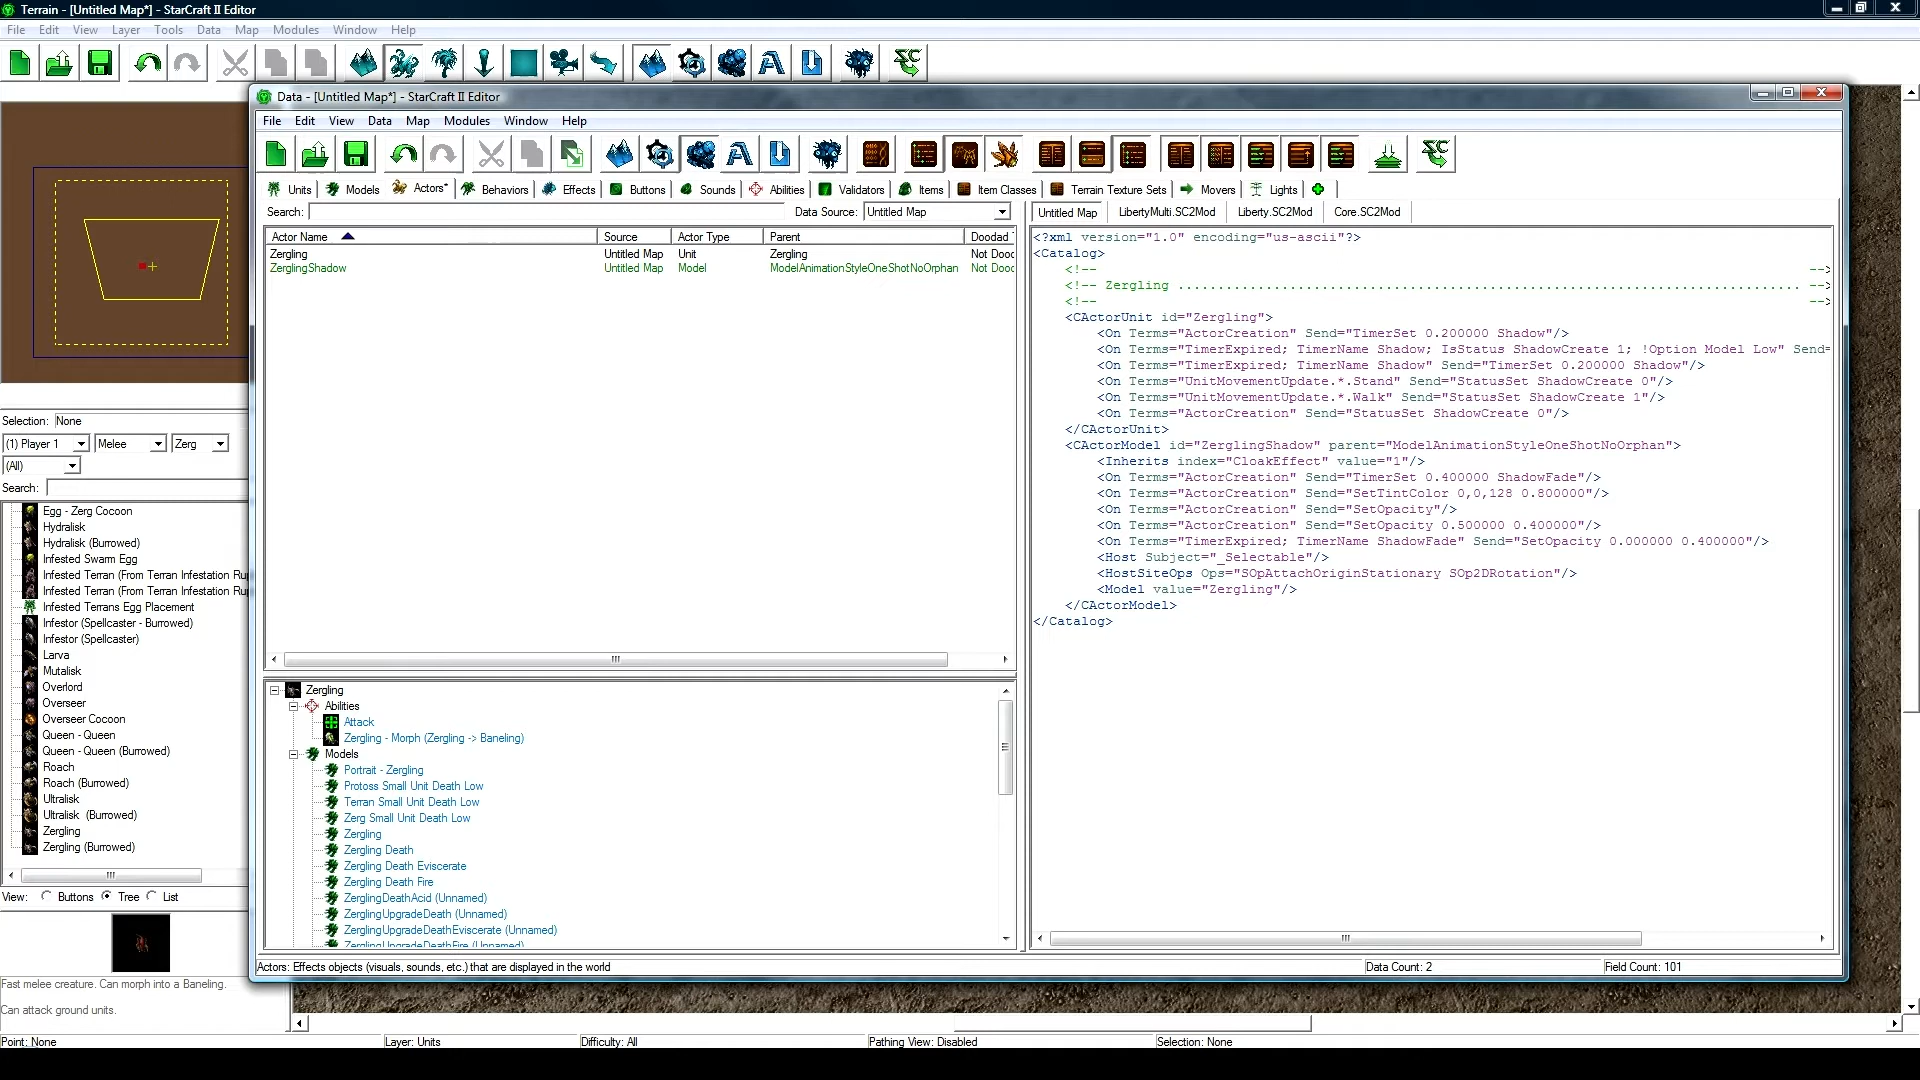 Terrain - [Untitled Map*] - StarCraft II Editor
File Edit View Layer Tools Data Map Modules Window Help
Data - [Untitled Map*] - StarCraft II Editor
File Edit View Data Map Modules Window Help
Units Models Actors* Behaviors Effects Buttons Sounds Abilities Validators Items Item Classes Terrain Texture Sets Movers Lights
Search: Data Source: Untitled Map
Actor Name Source Actor Type Parent Doodad
Zergling Untitled Map Unit Zergling Not Dooc
ZerglingShadow Untitled Map Model ModelAnimationStyleOneShotNoOrphan Not Dooc
Zergling
Abilities
Attack
Zergling - Morph (Zergling -> Baneling)
Models
Portrait - Zergling
Protoss Small Unit Death Low
Terran Small Unit Death Low
Zerg Small Unit Death Low
Zergling
Zergling Death
Zergling Death Eviscerate
Zergling Death Fire
ZerglingDeathAcid (Unnamed)
ZerglingUpgradeDeath (Unnamed)
ZerglingUpgradeDeathEviscerate (Unnamed)
ZerglingUpgradeDeathFire (Unnamed)
Untitled Map LibertyMulti.SC2Mod Liberty.SC2Mod Core.SC2Mod
<?xml version="1.0" encoding="us-ascii"?>
<Catalog>
<!-- -->
<!-- Zergling .............................................................................. -->
<!-- -->
<CActorUnit id="Zergling">
<On Terms="ActorCreation" Send="TimerSet 0.200000 Shadow"/>
<On Terms="TimerExpired; TimerName Shadow; IsStatus ShadowCreate 1; !Option Model Low" Send=
<On Terms="TimerExpired; TimerName Shadow" Send="TimerSet 0.200000 Shadow"/>
<On Terms="UnitMovementUpdate.*.Stand" Send="StatusSet ShadowCreate 0"/>
<On Terms="UnitMovementUpdate.*.Walk" Send="StatusSet ShadowCreate 1"/>
<On Terms="ActorCreation" Send="StatusSet ShadowCreate 0"/>
</CActorUnit>
<CActorModel id="ZerglingShadow" parent="ModelAnimationStyleOneShotNoOrphan">
<Inherits index="CloakEffect" value="1"/>
<On Terms="ActorCreation" Send="TimerSet 0.400000 ShadowFade"/>
<On Terms="ActorCreation" Send="SetTintColor 0,0,128 0.800000"/>
<On Terms="ActorCreation" Send="SetOpacity"/>
<On Terms="ActorCreation" Send="SetOpacity 0.500000 0.400000"/>
<On Terms="TimerExpired; TimerName ShadowFade" Send="SetOpacity 0.000000 0.400000"/>
<Host Subject="_Selectable"/>
<HostSiteOps Ops="SOpAttachOriginStationary SOp2DRotation"/>
<Model value="Zergling"/>
</CActorModel>
</Catalog>
Actors: Effects objects (visuals, sounds, etc.) that are displayed in the world Data Count: 2 Field Count: 101
Selection: None
(1) Player 1 Melee Zerg
(All)
Search:
Egg - Zerg Cocoon
Hydralisk
Hydralisk (Burrowed)
Infested Swarm Egg
Infested Terran (From Terran Infestation Ru
Infested Terran (From Terran Infestation Ru
Infested Terrans Egg Placement
Infestor (Spellcaster - Burrowed)
Infestor (Spellcaster)
Larva
Mutalisk
Overlord
Overseer
Overseer Cocoon
Queen - Queen
Queen - Queen (Burrowed)
Roach
Roach (Burrowed)
Ultralisk
Ultralisk (Burrowed)
Zergling
Zergling (Burrowed)
View: Buttons Tree List
Fast melee creature. Can morph into a Baneling.
Can attack ground units.
Point: None Layer: Units Difficulty: All Pathing View: Disabled Selection: None